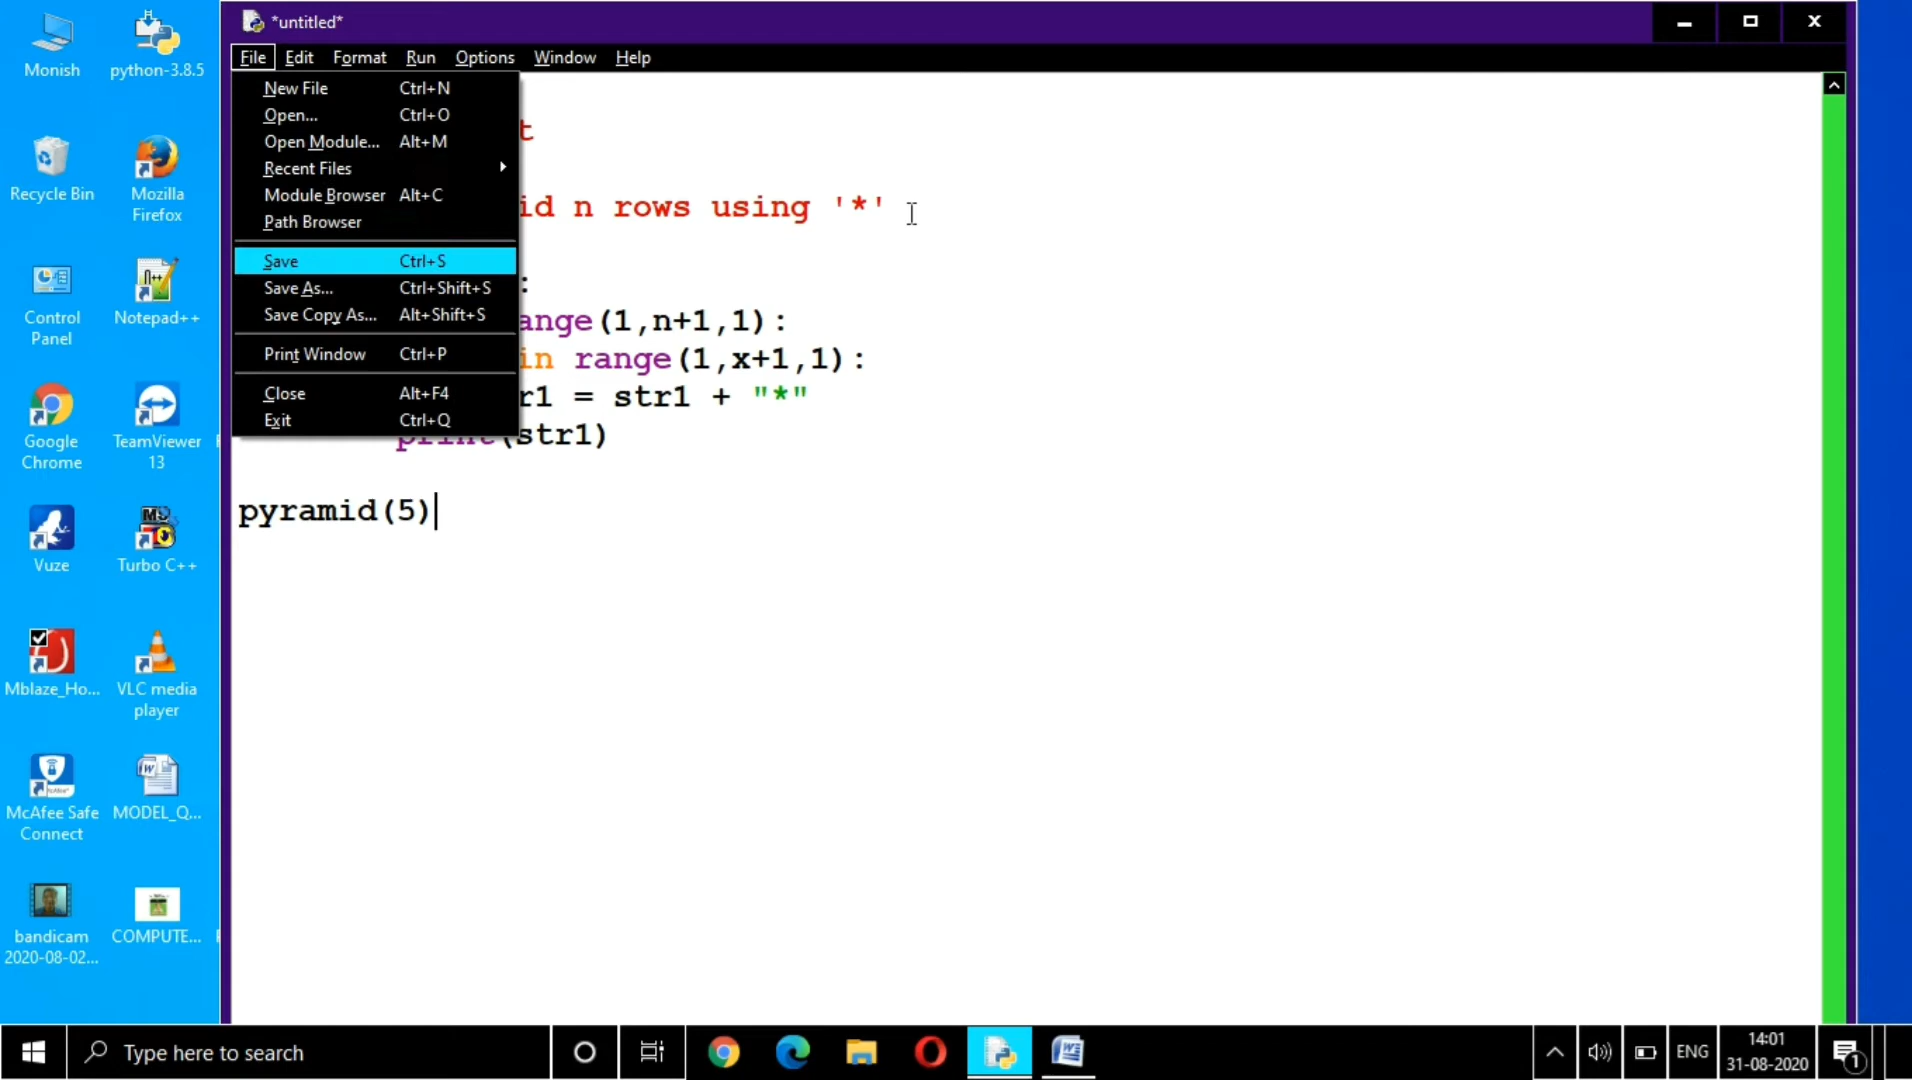 *untitled*
File Edit Format Run Options Window Help
New File Ctrl+N
Open... Ctrl+O
Open Module... Alt+M
Recent Files
Module Browser Alt+C
Path Browser
Save Ctrl+S
Save As... Ctrl+Shift+S
Save Copy As... Alt+Shift+S
Print Window Ctrl+P
Close Alt+F4
Exit Ctrl+Q
t
id n rows using '*'
:
ange(1,n+1,1):
in range(1,x+1,1):
r1 = str1 + "*"
print(str1)
pyramid(5)
Monish
python-3.8.5
Recycle Bin
Mozilla
Firefox
Control
Panel
Notepad++
Google
Chrome
TeamViewer
13
Vuze
Turbo C++
Mblaze_Ho...
VLC media
player
McAfee Safe
Connect
MODEL_Q...
bandicam
2020-08-02...
COMPUTE...
Type here to search
ENG
14:01
31-08-2020
1